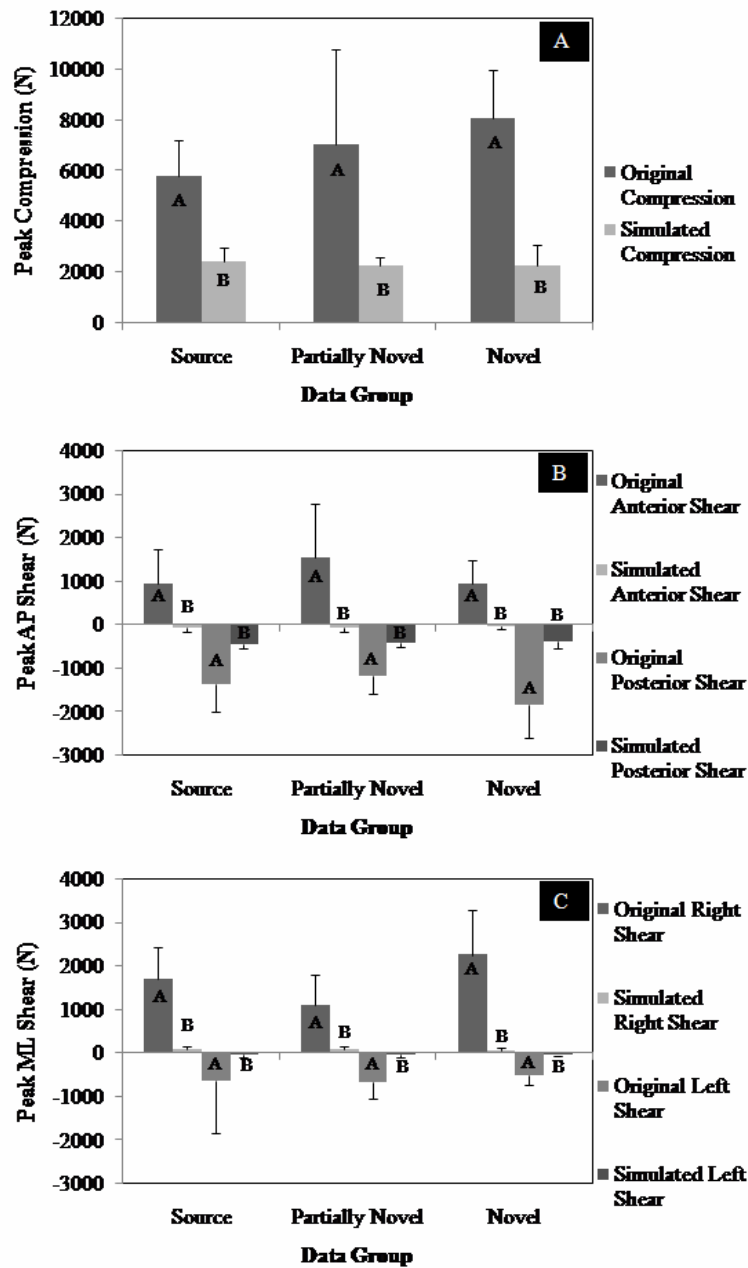 12000
10000
8000
6000
4000
2000
0
Peak Compression (N)
A
A
B
A
B
A
B
Source
Partially Novel
Novel
Data Group
Original
Compression
Simulated
Compression
4000
3000
2000
1000
0
-1000
-2000
-3000
Peak AP Shear (N)
B
A
B
A
B
A
B
A
B
A
B
A
B
Source
Partially Novel
Novel
Data Group
Original
Anterior Shear
Simulated
Anterior Shear
Original
Posterior Shear
Simulated
Posterior Shear
4000
3000
2000
1000
0
-1000
-2000
-3000
Peak ML Shear (N)
C
A
B
A
B
A
B
A
B
A
B
A
B
Source
Partially Novel
Novel
Data Group
Original Right
Shear
Simulated
Right Shear
Original Left
Shear
Simulated Left
Shear